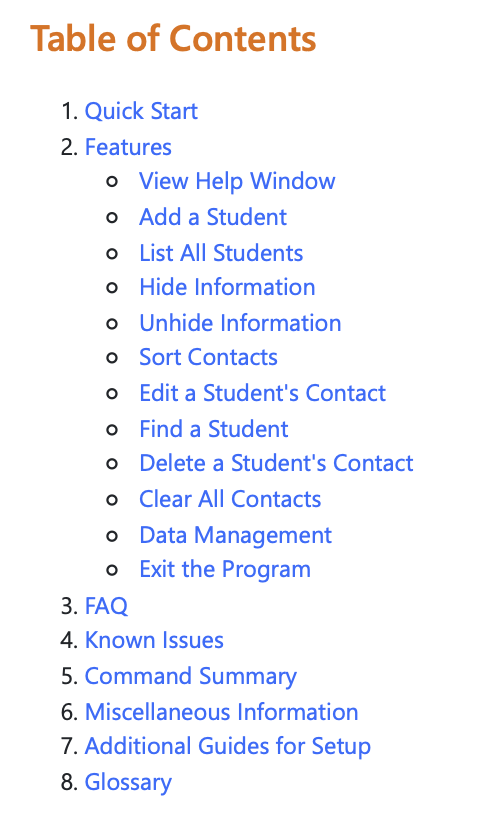 Table of Contents
1. Quick Start
2. Features
View Help Window
Add a Student
List All Students
Hide Information
Unhide Information
Sort Contacts
Edit a Student's Contact
Find a Student
Delete a Student's Contact
Clear All Contacts
Data Management
Exit the Program
3. FAQ
4. Known Issues
5. Command Summary
6. Miscellaneous Information
7. Additional Guides for Setup
8. Glossary